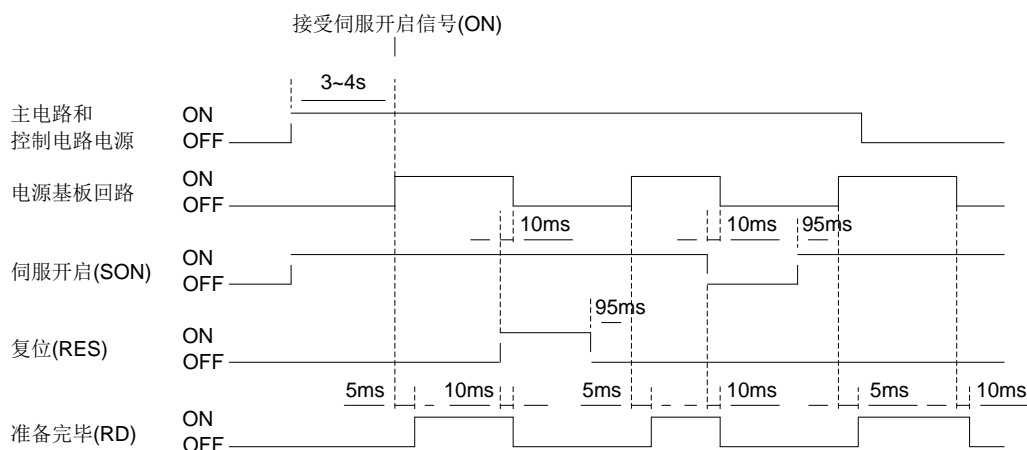 接受伺服开启信号(ON)
3~4s
主电路和
控制电路电源
ON
OFF
电源基板回路
ON
OFF
10ms
10ms
95ms
伺服开启(SON)
ON
OFF
95ms
复位(RES)
ON
OFF
5ms
10ms
5ms
10ms
5ms
10ms
准备完毕(RD)
ON
OFF